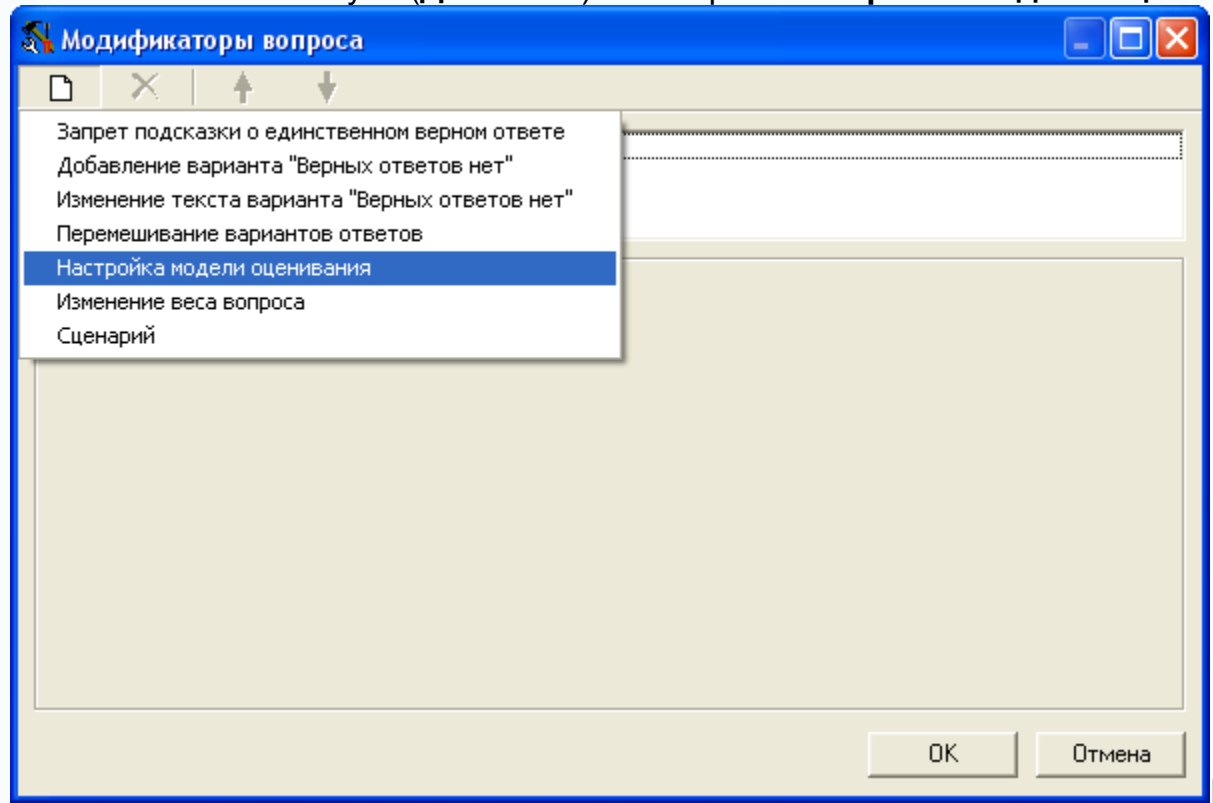 Модификаторы вопроса
Запрет подсказки о единственном верном ответе
Добавление варианта "Верных ответов нет"
Изменение текста варианта "Верных ответов нет"
Перемешивание вариантов ответов
Настройка модели оценивания
Изменение веса вопроса
Сценарий
OK
Отмена